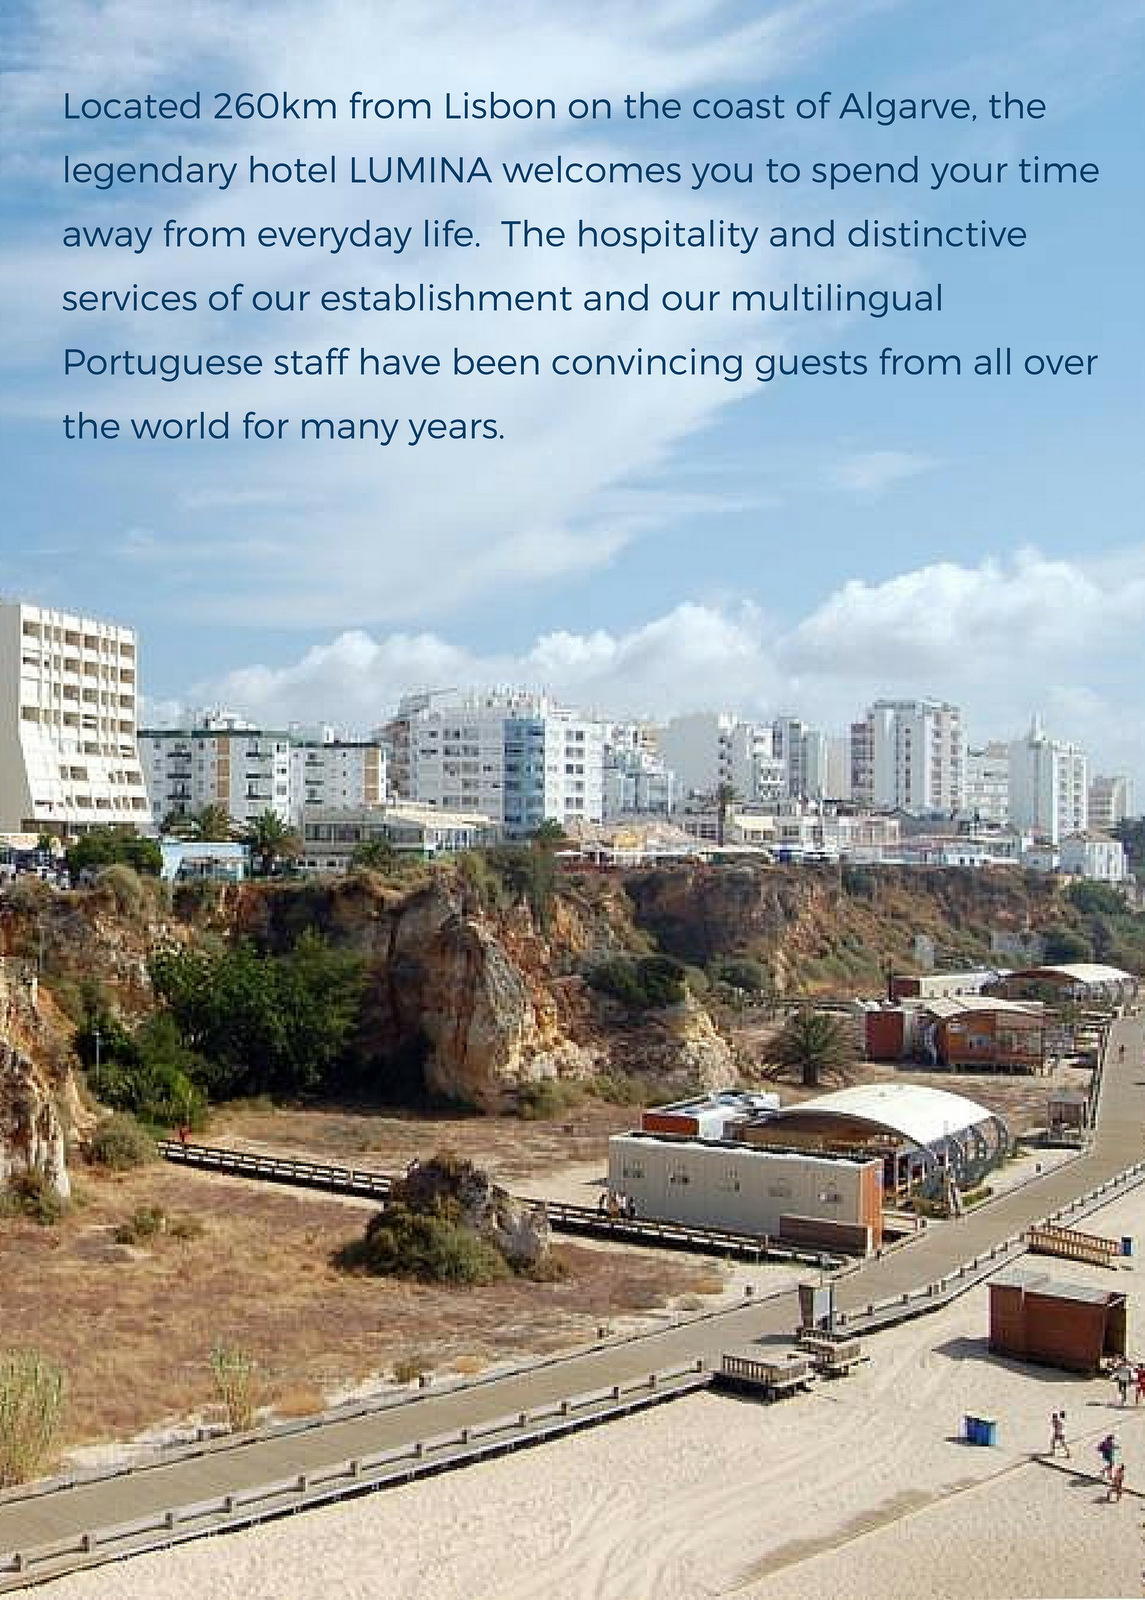 Located 260km from Lisbon on the coast of Algarve, the
legendary hotel LUMINA welcomes you to spend your time
away from everyday life.  The hospitality and distinctive
services of our establishment and our multilingual
Portuguese staff have been convincing guests from all over
the world for many years.